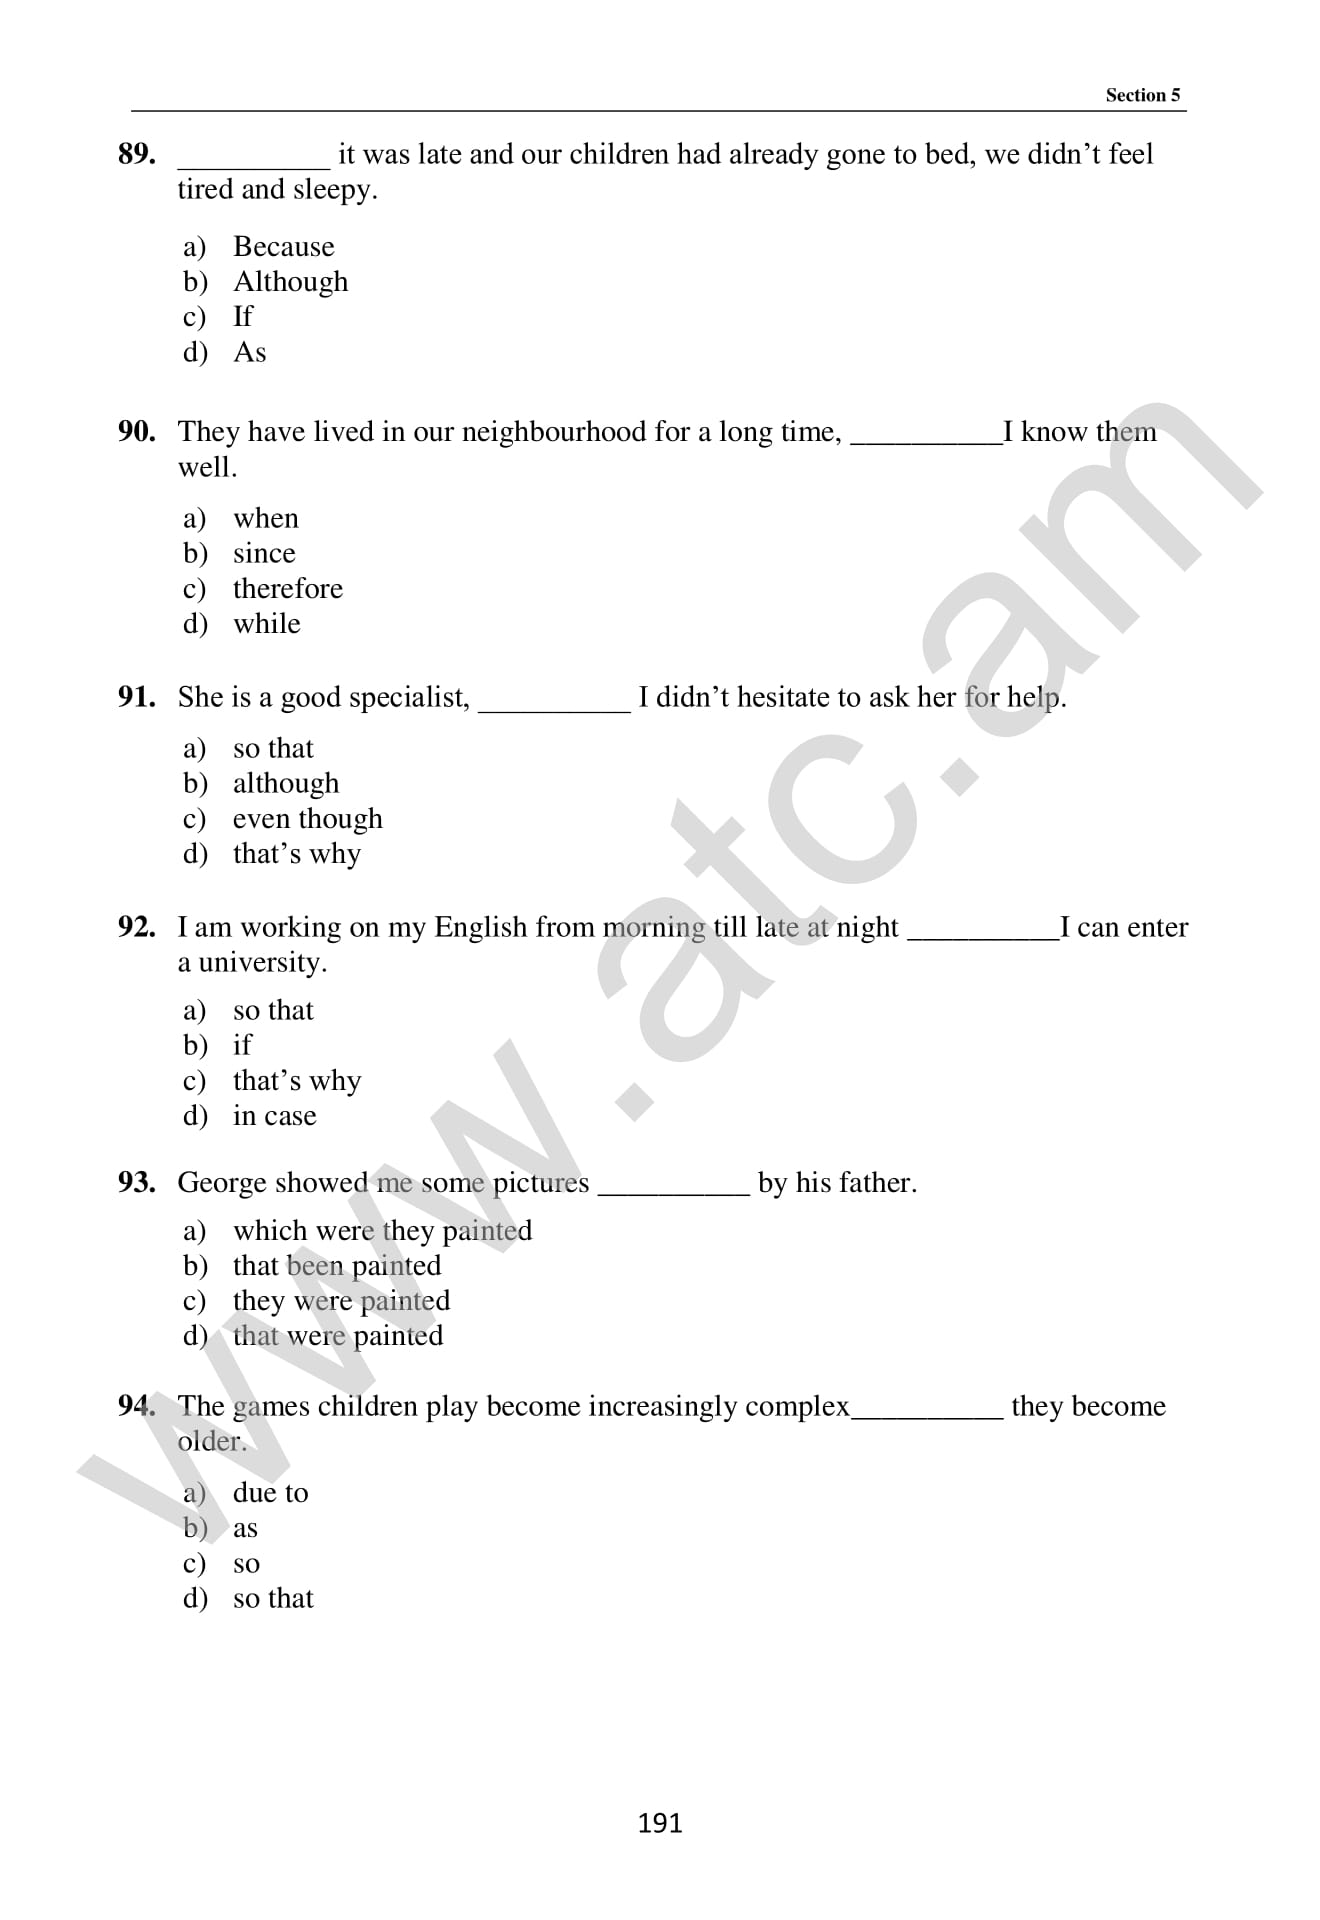 Section 5
89. __________ it was late and our children had already gone to bed, we didn’t feel
tired and sleepy.
a) Because
b) Although
c) If
d) As
90. They have lived in our neighbourhood for a long time, __________I know them
well.
a) when
b) since
c) therefore
d) while
91. She is a good specialist, __________ I didn’t hesitate to ask her for help.
a) so that
b) although
c) even though
d) that’s why
92. I am working on my English from morning till late at night __________I can enter
a university.
a) so that
b) if
c) that’s why
d) in case
93. George showed me some pictures __________ by his father.
a) which were they painted
b) that been painted
c) they were painted
d) that were painted
94. The games children play become increasingly complex__________ they become
older.
a) due to
b) as
c) so
d) so that
191
www.atc.am